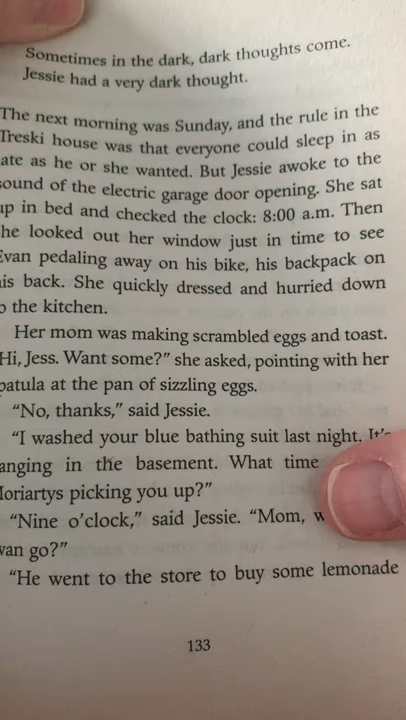 Sometimes in the dark, dark thoughts come.
Jessie had a very dark thought.
The next morning was Sunday, and the rule in the
Treski house was that everyone could sleep in as
ate as he or she wanted. But Jessie awoke to the
sound of the electric garage door opening. She sat
up in bed and checked the clock: 8:00 a.m. Then
he looked out her window just in time to see
Evan pedaling away on his bike, his backpack on
is back. She quickly dressed and hurried down
o the kitchen.
Her mom was making scrambled eggs and toast.
Hi, Jess. Want some?” she asked, pointing with her
patula at the pan of sizzling eggs.
“No, thanks,” said Jessie.
“I washed your blue bathing suit last night. It’s
anging in the basement. What time
Moriartys picking you up?”
“Nine o’clock,” said Jessie. “Mom,
van go?”
“He went to the store to buy some lemonade
133